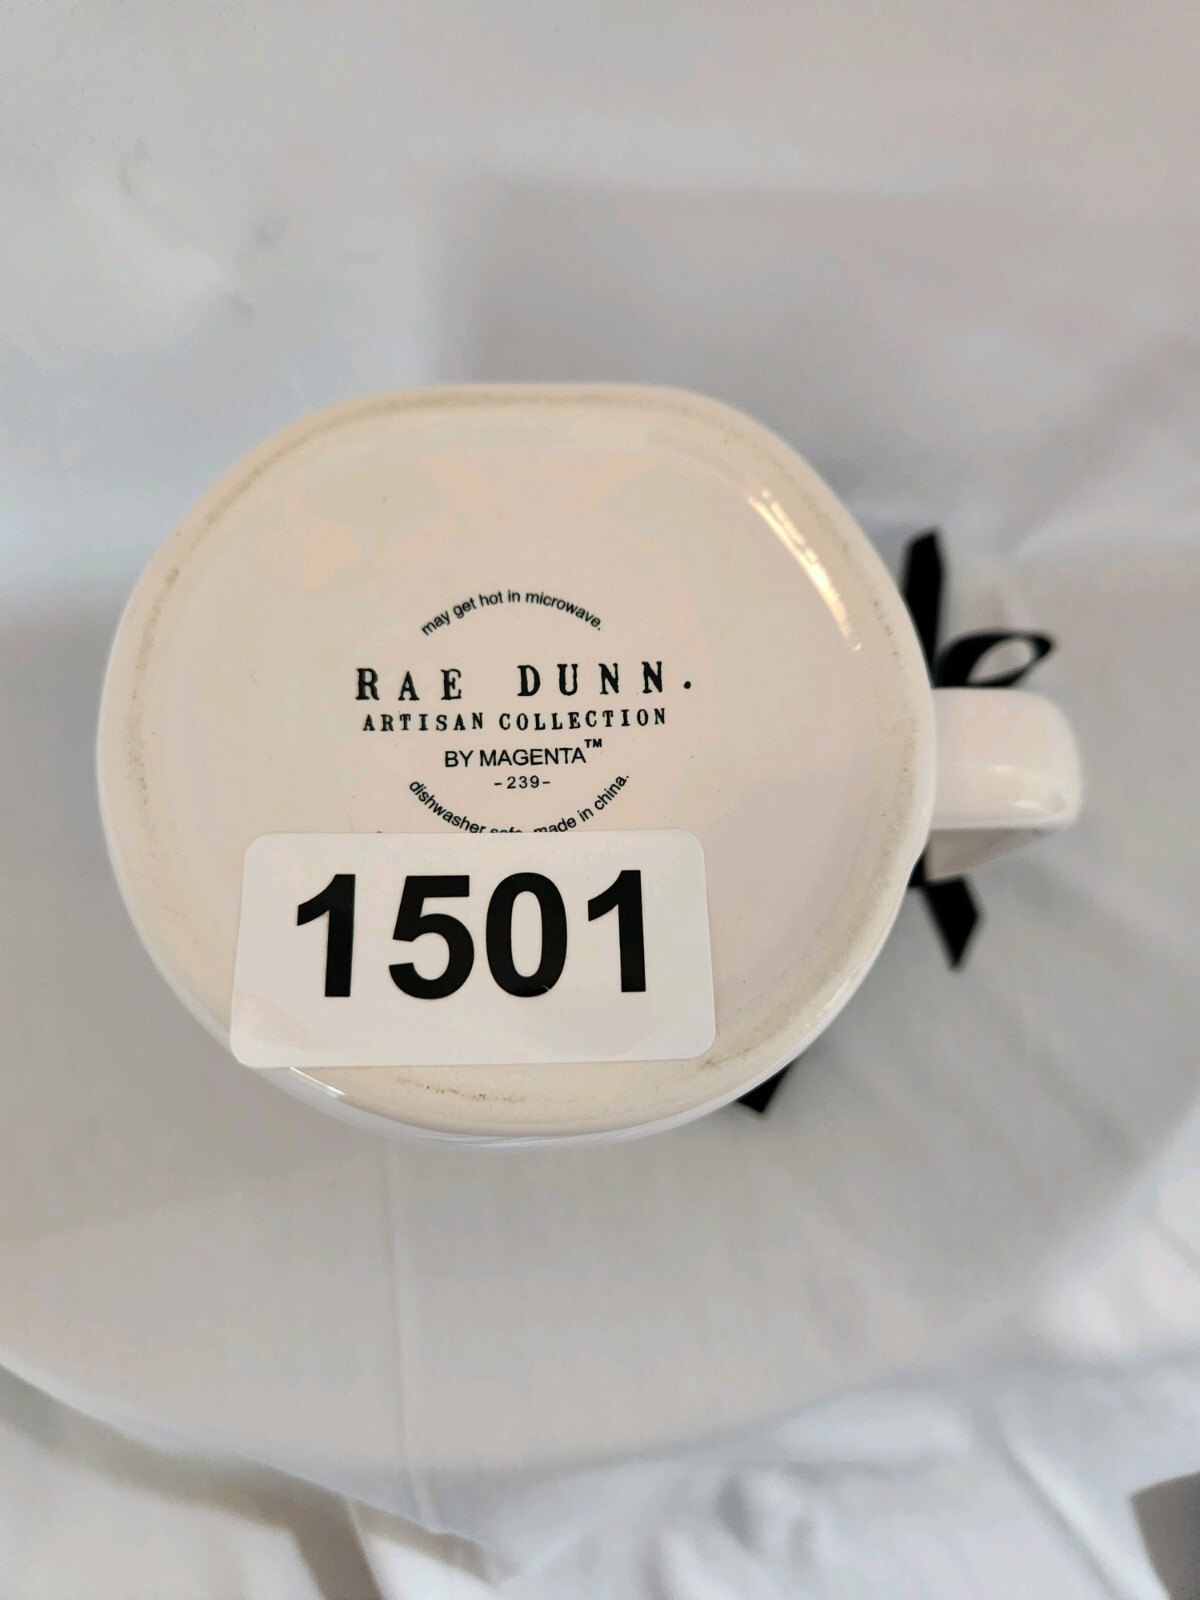 may get hot in microwave.
RAE DUNN.
ARTISAN COLLECTION
BY MAGENTA™
-239-
dishwasher safe. made in china.
1501